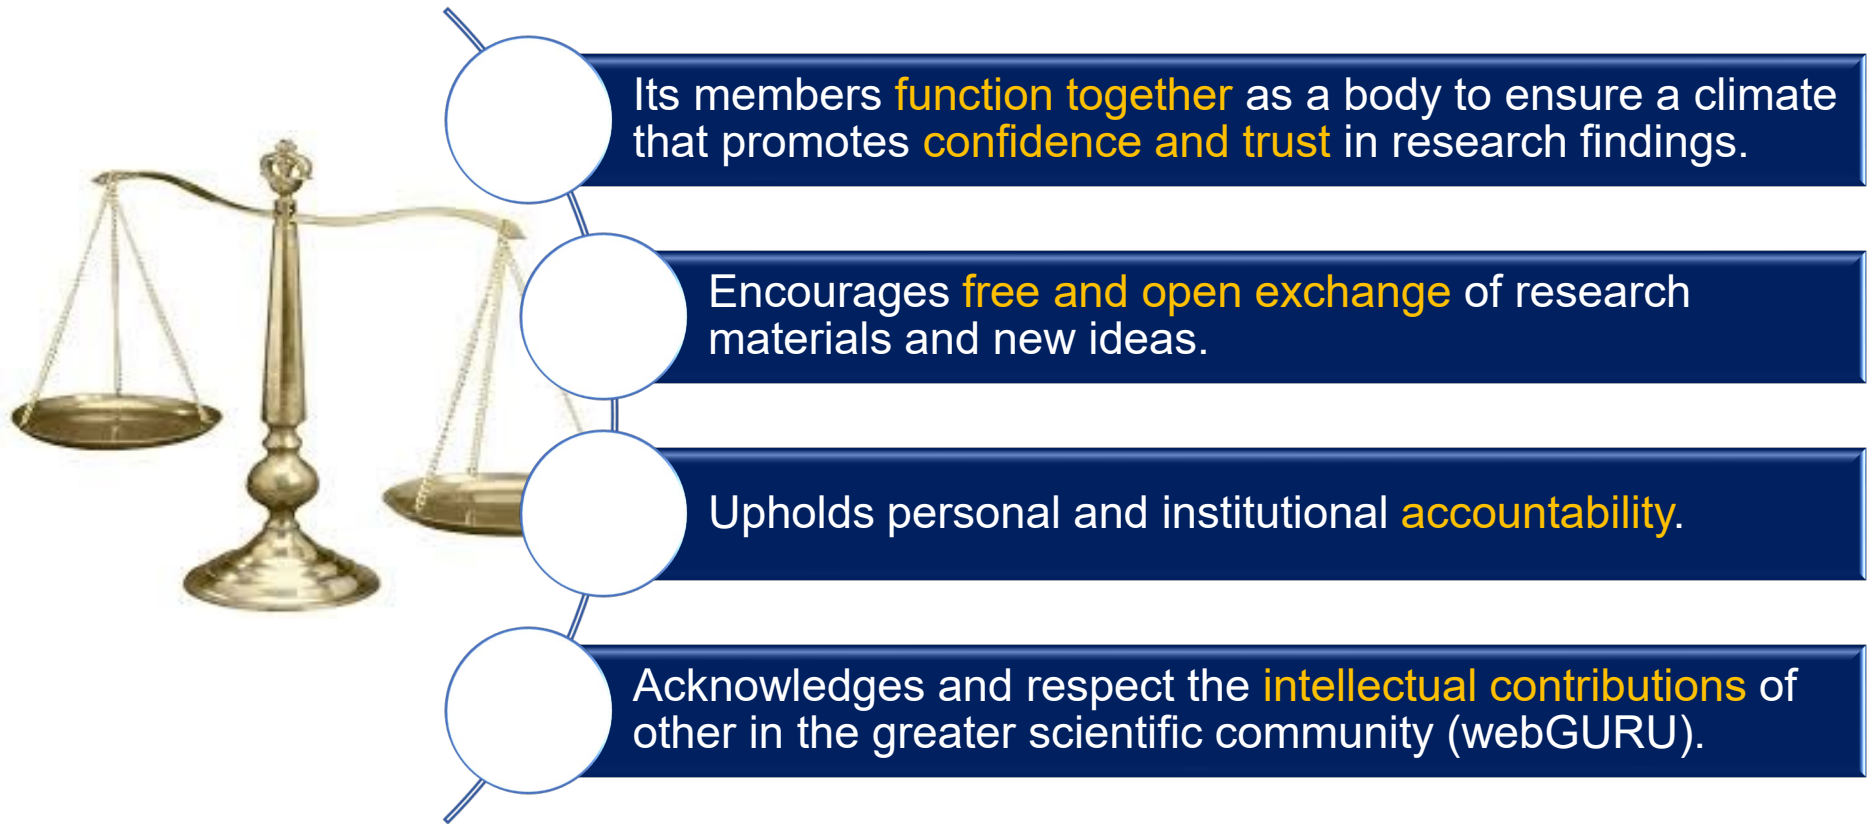 Its members function together as a body to ensure a climate
that promotes confidence and trust in research findings.
Encourages free and open exchange of research
materials and new ideas.
Upholds personal and institutional accountability.
Acknowledges and respect the intellectual contributions of
other in the greater scientific community (webGURU).